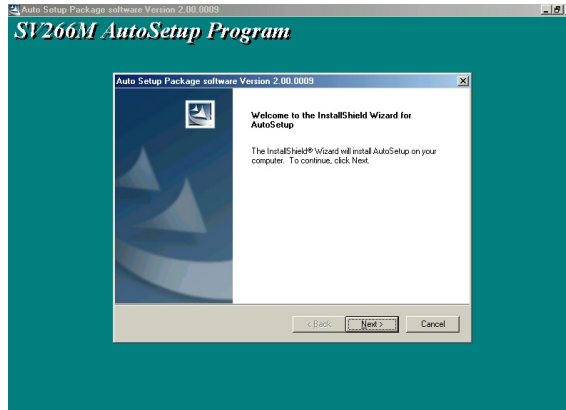 Auto Setup Package software Version 2.00.0009
SV266M AutoSetup Program
Auto Setup Package software Version 2.00.0009
Welcome to the InstallShield Wizard for
AutoSetup
The InstallShield® Wizard will install AutoSetup on your
computer. To continue, click Next.
< Back
Next >
Cancel